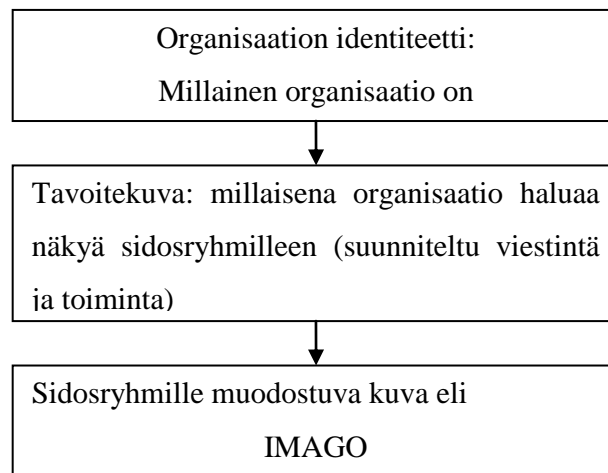 Organisaation identiteetti:
Millainen organisaatio on
Tavoitekuva: millaisena organisaatio haluaa
näkyä sidosryhmilleen (suunniteltu viestintä
ja toiminta)
Sidosryhmille muodostuva kuva eli
IMAGO